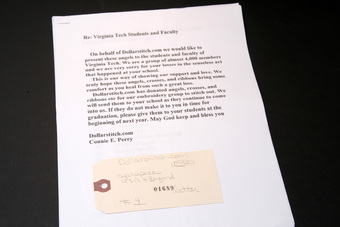 Re: Virginia Tech Students and Faculty
On behalf of Dollarstitch.com we would like to
present these angels to the students and faculty of
Virginia Tech. We are a group of almost 4,000 members
and we are very sorry for your losses in the senseless act
that happened at your school.
This is our way of showing our support and love. We
truly hope these angels, crosses, and ribbons bring some
comfort as you heal from such a great loss.
Dollarstitch.com has donated angels, crosses, and
ribbons etc for our embroidery group to stitch out. We
will send them to your school as they continue to come
into us. If they do not make it to you in time for
graduation, please give them to your students at the
beginning of next year. May God keep and bless you
Dollarstitch.com
Connie E. Perry
01689
letter